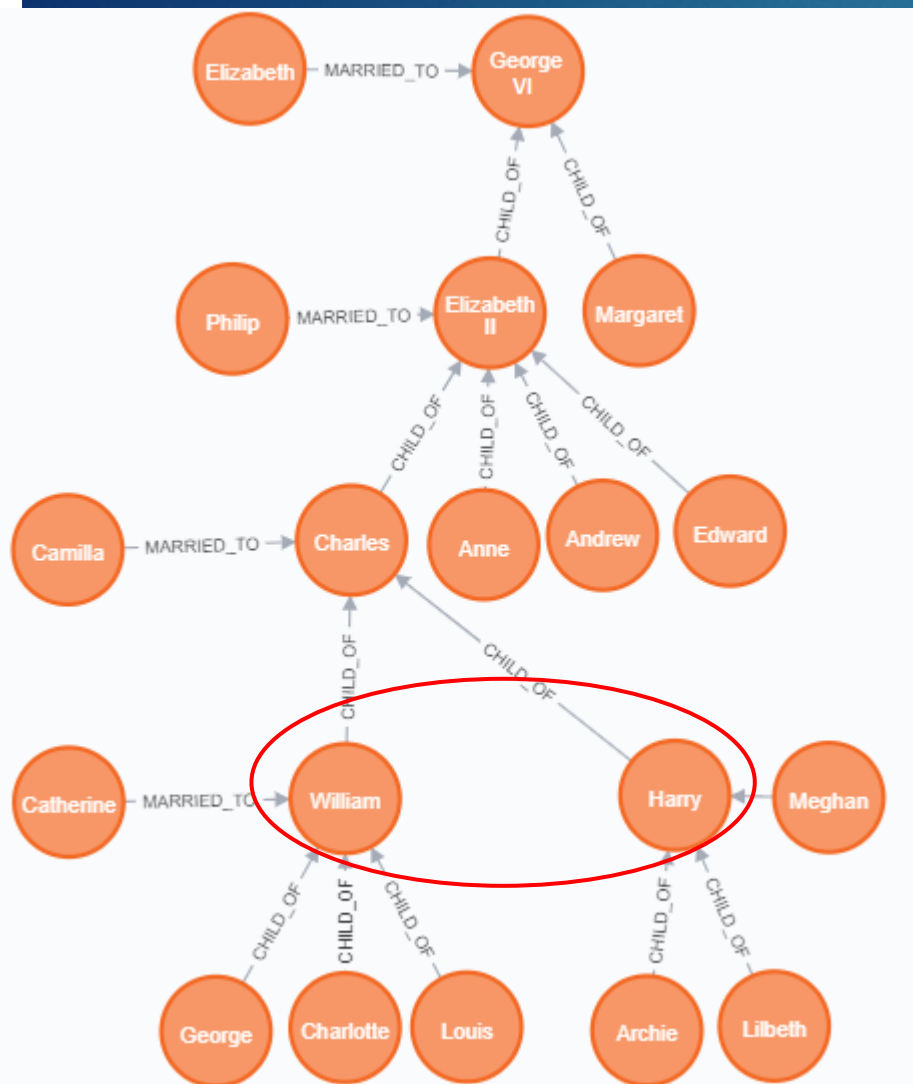 Elizabeth
MARRIED_TO
George
VI
CHILD_OF
CHILD_OF
Philip
MARRIED_TO
Elizabeth
II
Margaret
CHILD_OF
CHILD_OF
CHILD_OF
CHILD_OF
Camilla
MARRIED_TO
Charles
Anne
Andrew
Edward
CHILD_OF
CHILD_OF
Catherine
MARRIED_TO
William
Harry
Meghan
CHILD_OF
CHILD_OF
CHILD_OF
CHILD_OF
CHILD_OF
George
Charlotte
Louis
Archie
Lilbeth